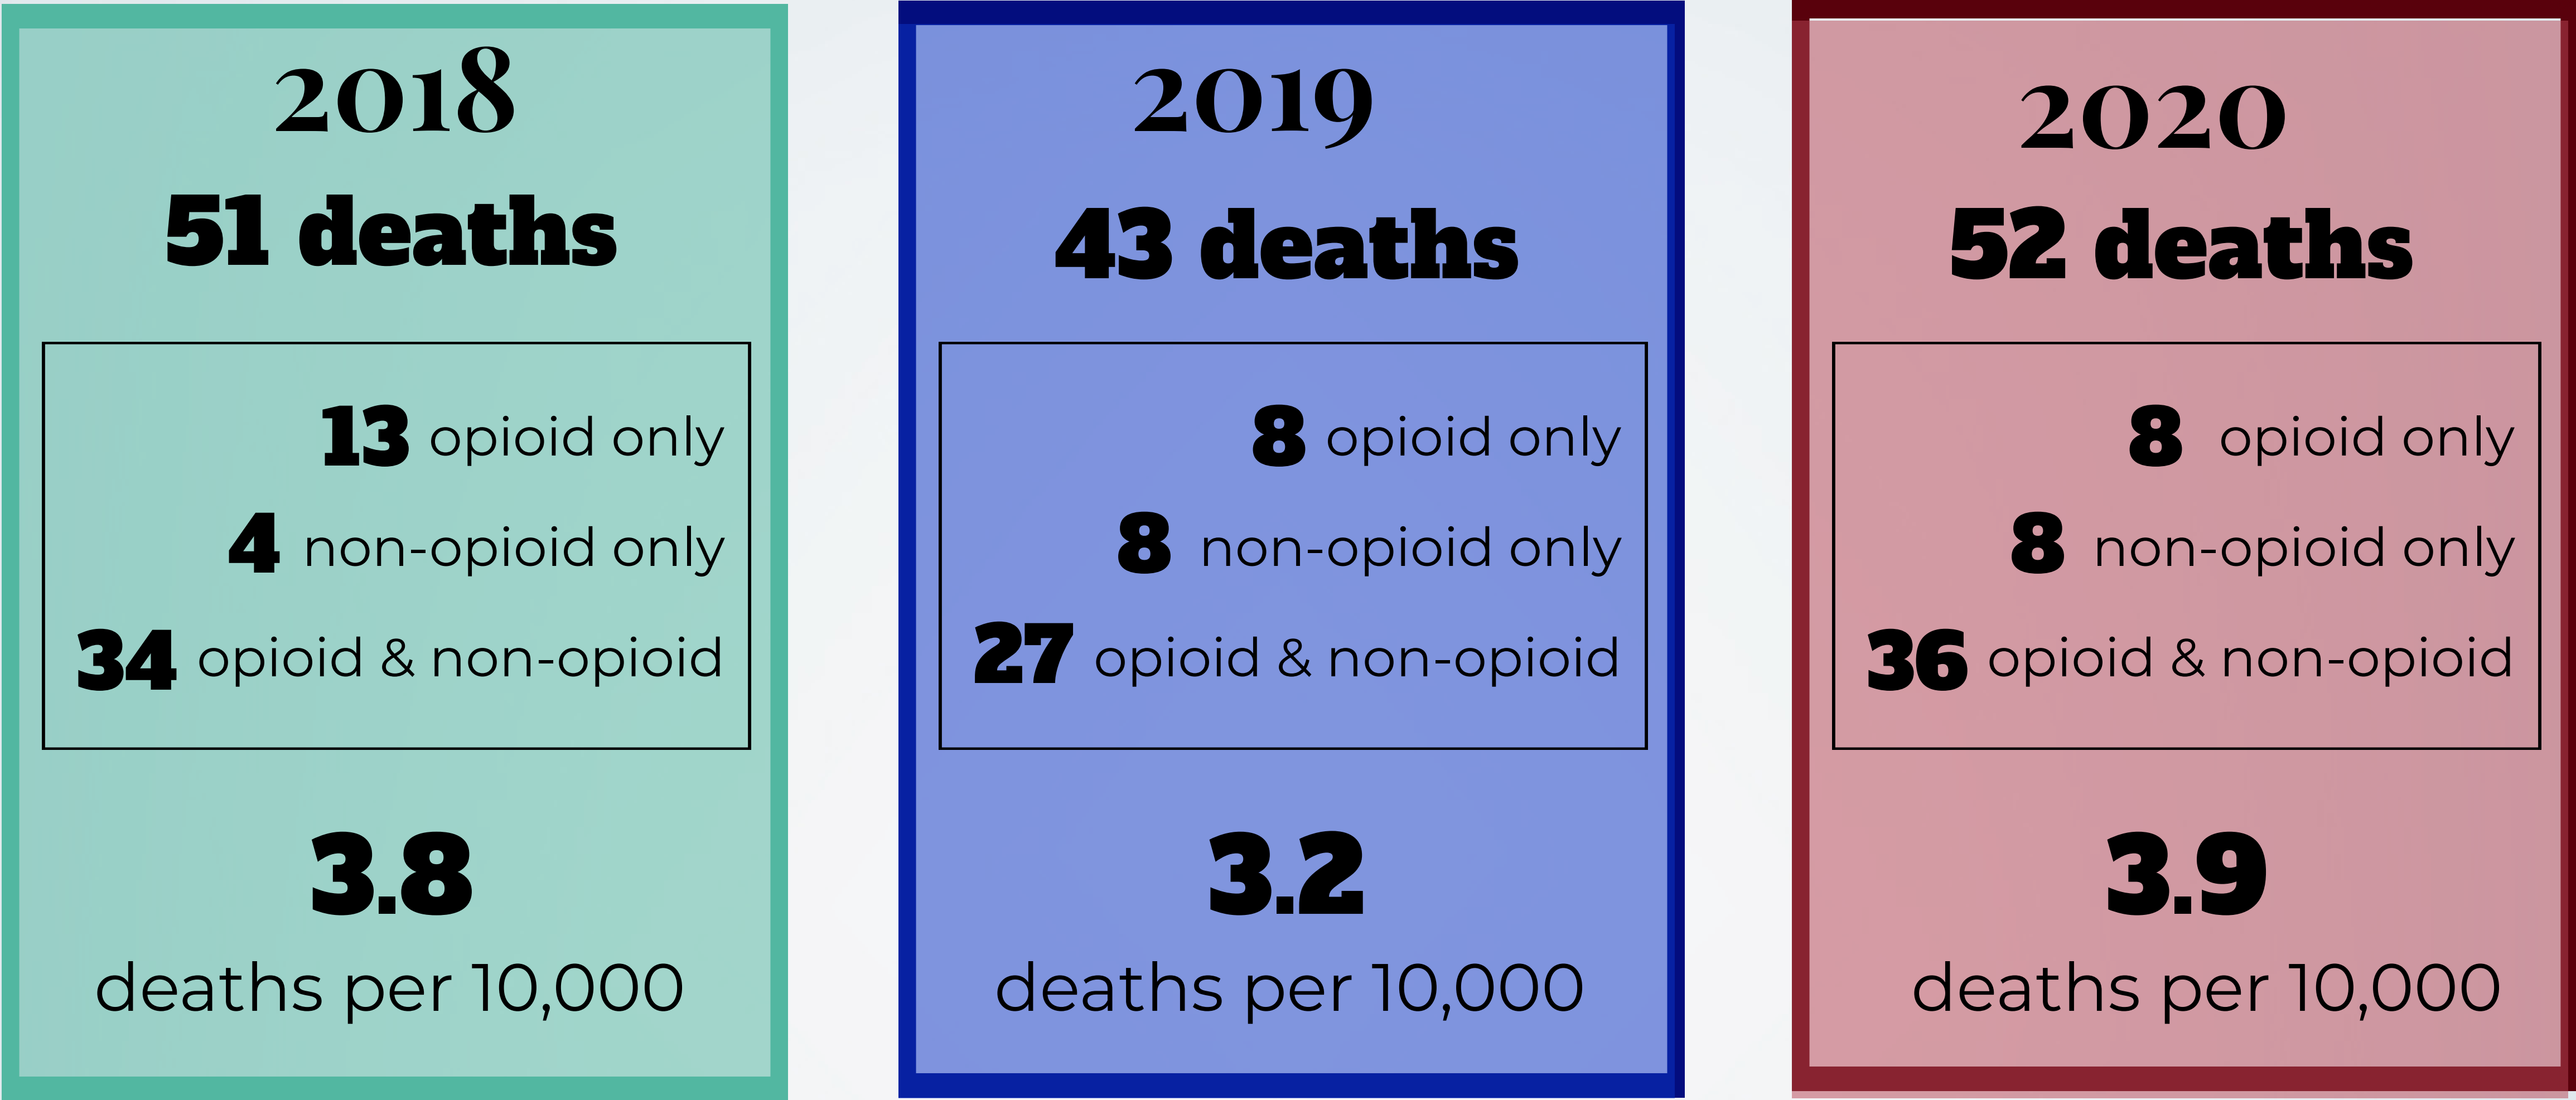 2018
51 deaths
13 opioid only
4 non-opioid only
34 opioid & non-opioid
3.8
deaths per 10,000
2019
43 deaths
8 opioid only
8 non-opioid only
27 opioid & non-opioid
3.2
deaths per 10,000
2020
52 deaths
8 opioid only
8 non-opioid only
36 opioid & non-opioid
3.9
deaths per 10,000